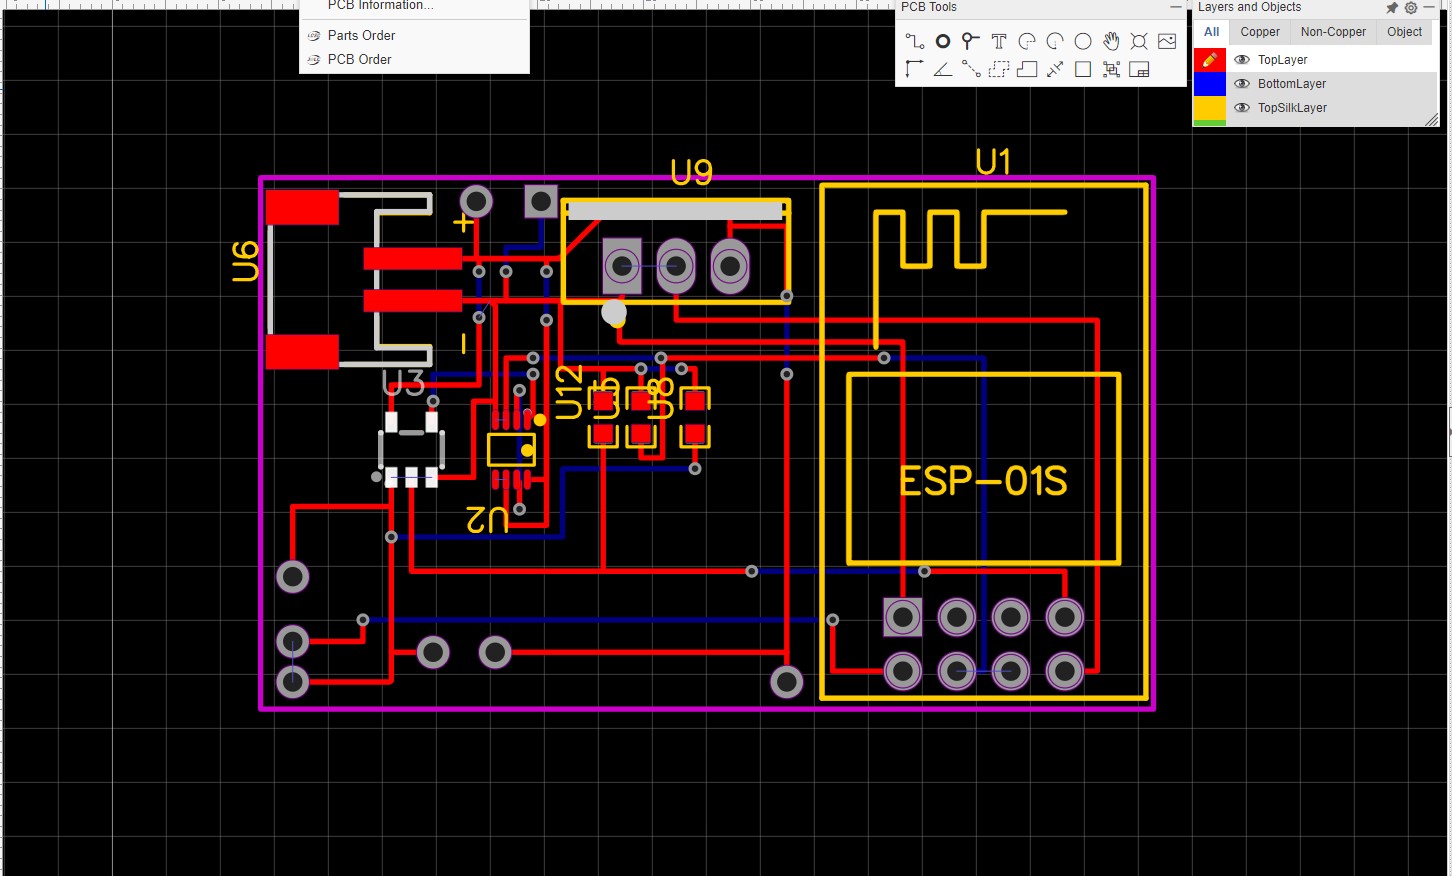 PCB Information...
Parts Order
PCB Order
PCB Tools
Layers and Objects
All Copper Non-Copper Object
TopLayer
BottomLayer
TopSilkLayer
U1
U9
+
U6
-
U3
U12
U8
ESP-01S
U2